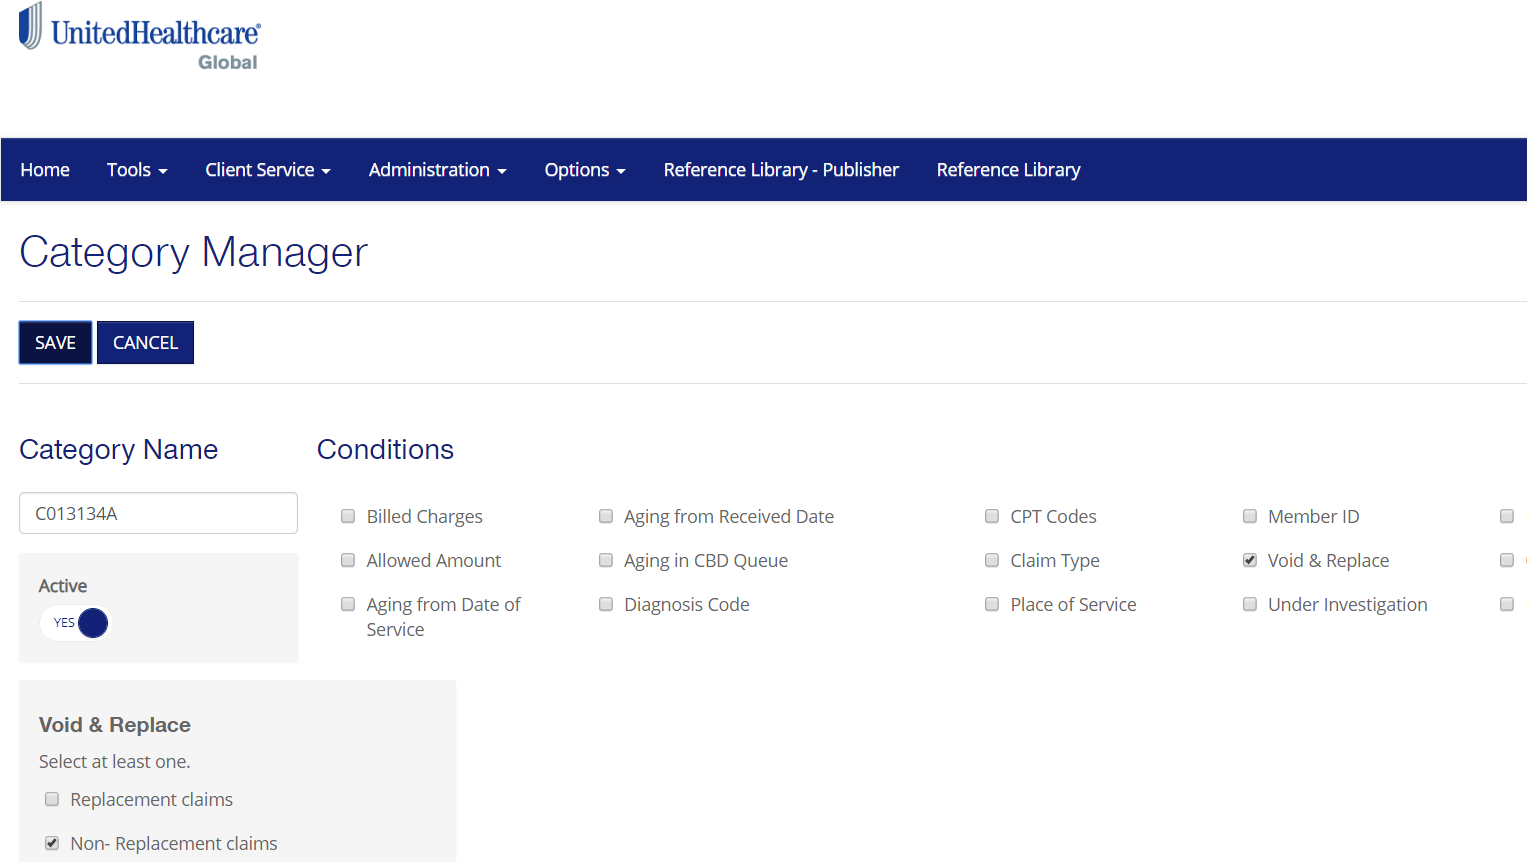 UnitedHealthcare®
Global
Home Tools Client Service Administration Options Reference Library - Publisher Reference Library
Category Manager
SAVE CANCEL
Category Name Conditions
C013134A
Billed Charges Aging from Received Date CPT Codes Member ID
Allowed Amount Aging in CBD Queue Claim Type Void & Replace
Aging from Date of Diagnosis Code Place of Service Under Investigation
Service
Active
YES
Void & Replace
Select at least one.
Replacement claims
Non- Replacement claims